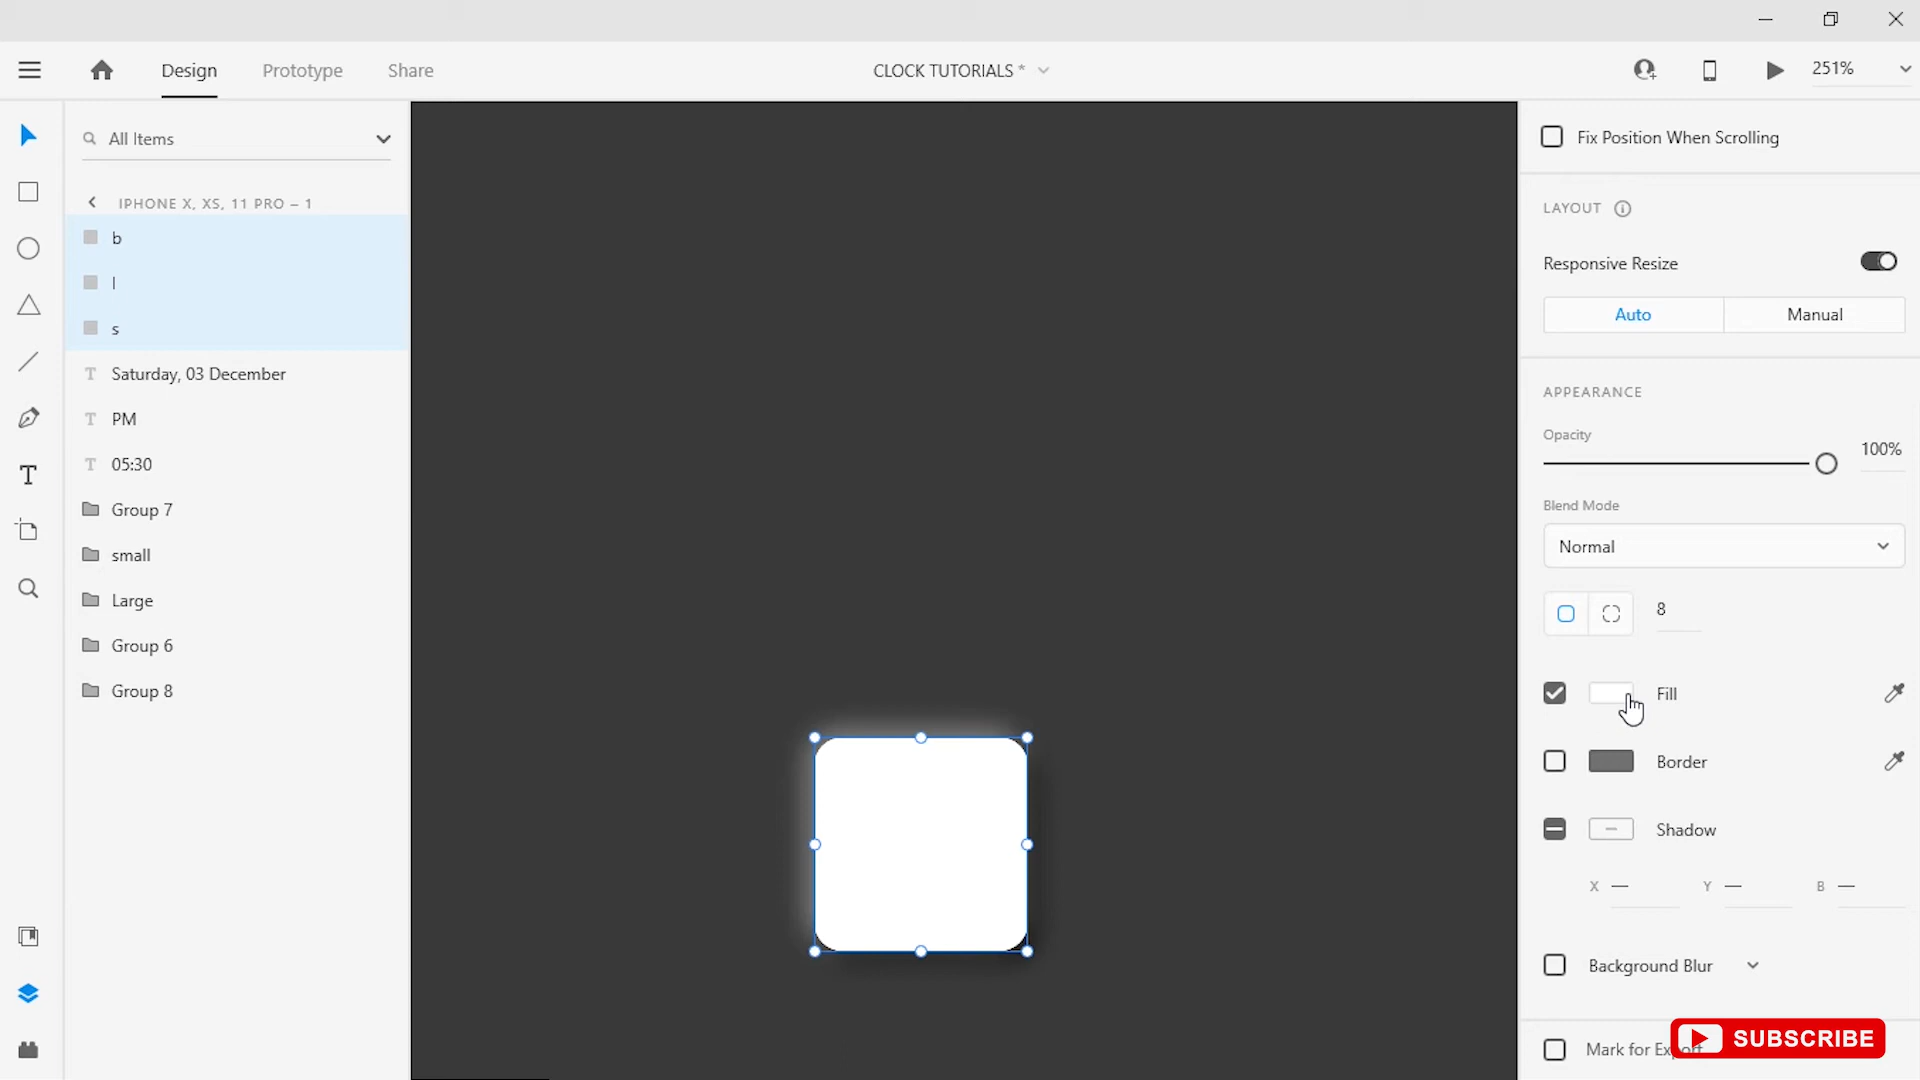 Design
Prototype
Share
CLOCK TUTORIALS *
251%
All Items
IPHONE X, XS, 11 PRO – 1
b
l
s
Saturday, 03 December
PM
05:30
Group 7
small
Large
Group 6
Group 8
Fix Position When Scrolling
LAYOUT
Responsive Resize
Auto
Manual
APPEARANCE
Opacity
100%
Blend Mode
Normal
8
Fill
Border
Shadow
X —
Y —
B —
Background Blur
Mark for Export
SUBSCRIBE